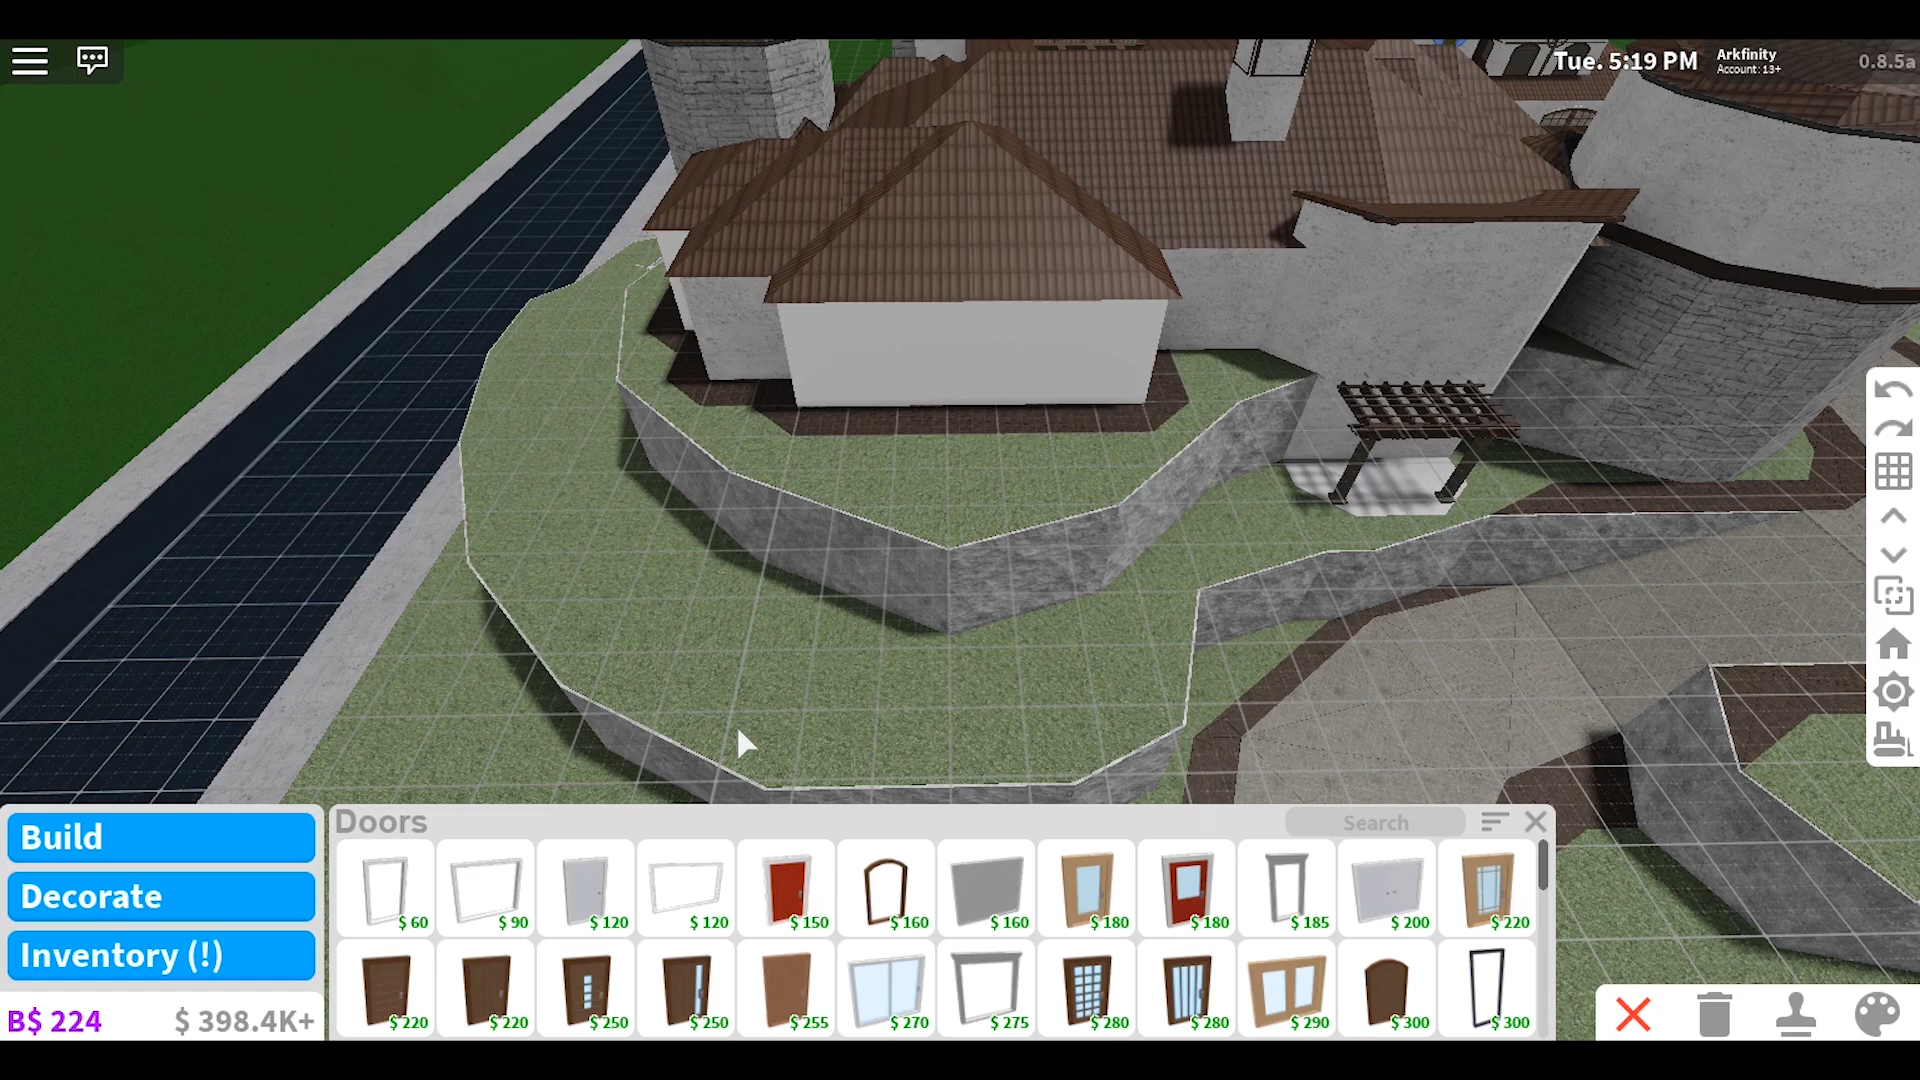 Tue. 5:19 PM
Arkfinity
Account: 13+
0.8.5a
Build
Decorate
Inventory (!)
B$ 224
$ 398.4K+
Doors
Search
$ 60
$ 90
$ 120
$ 120
$ 150
$ 160
$ 160
$ 180
$ 180
$ 185
$ 200
$ 220
$ 220
$ 220
$ 250
$ 250
$ 255
$ 270
$ 275
$ 280
$ 280
$ 290
$ 300
$ 300